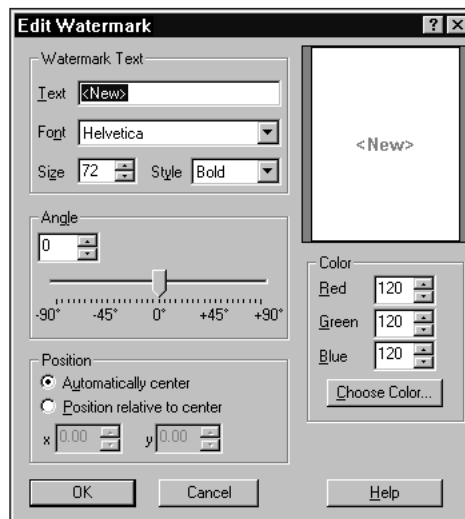 Edit Watermark
Watermark Text
Text <New>
Font Helvetica
Size 72 Style Bold
<New>
Angle
0
-90° -45° 0° +45° +90°
Color
Red 120
Green 120
Blue 120
Choose Color...
Position
Automatically center
Position relative to center
x 0.00 y 0.00
OK Cancel Help